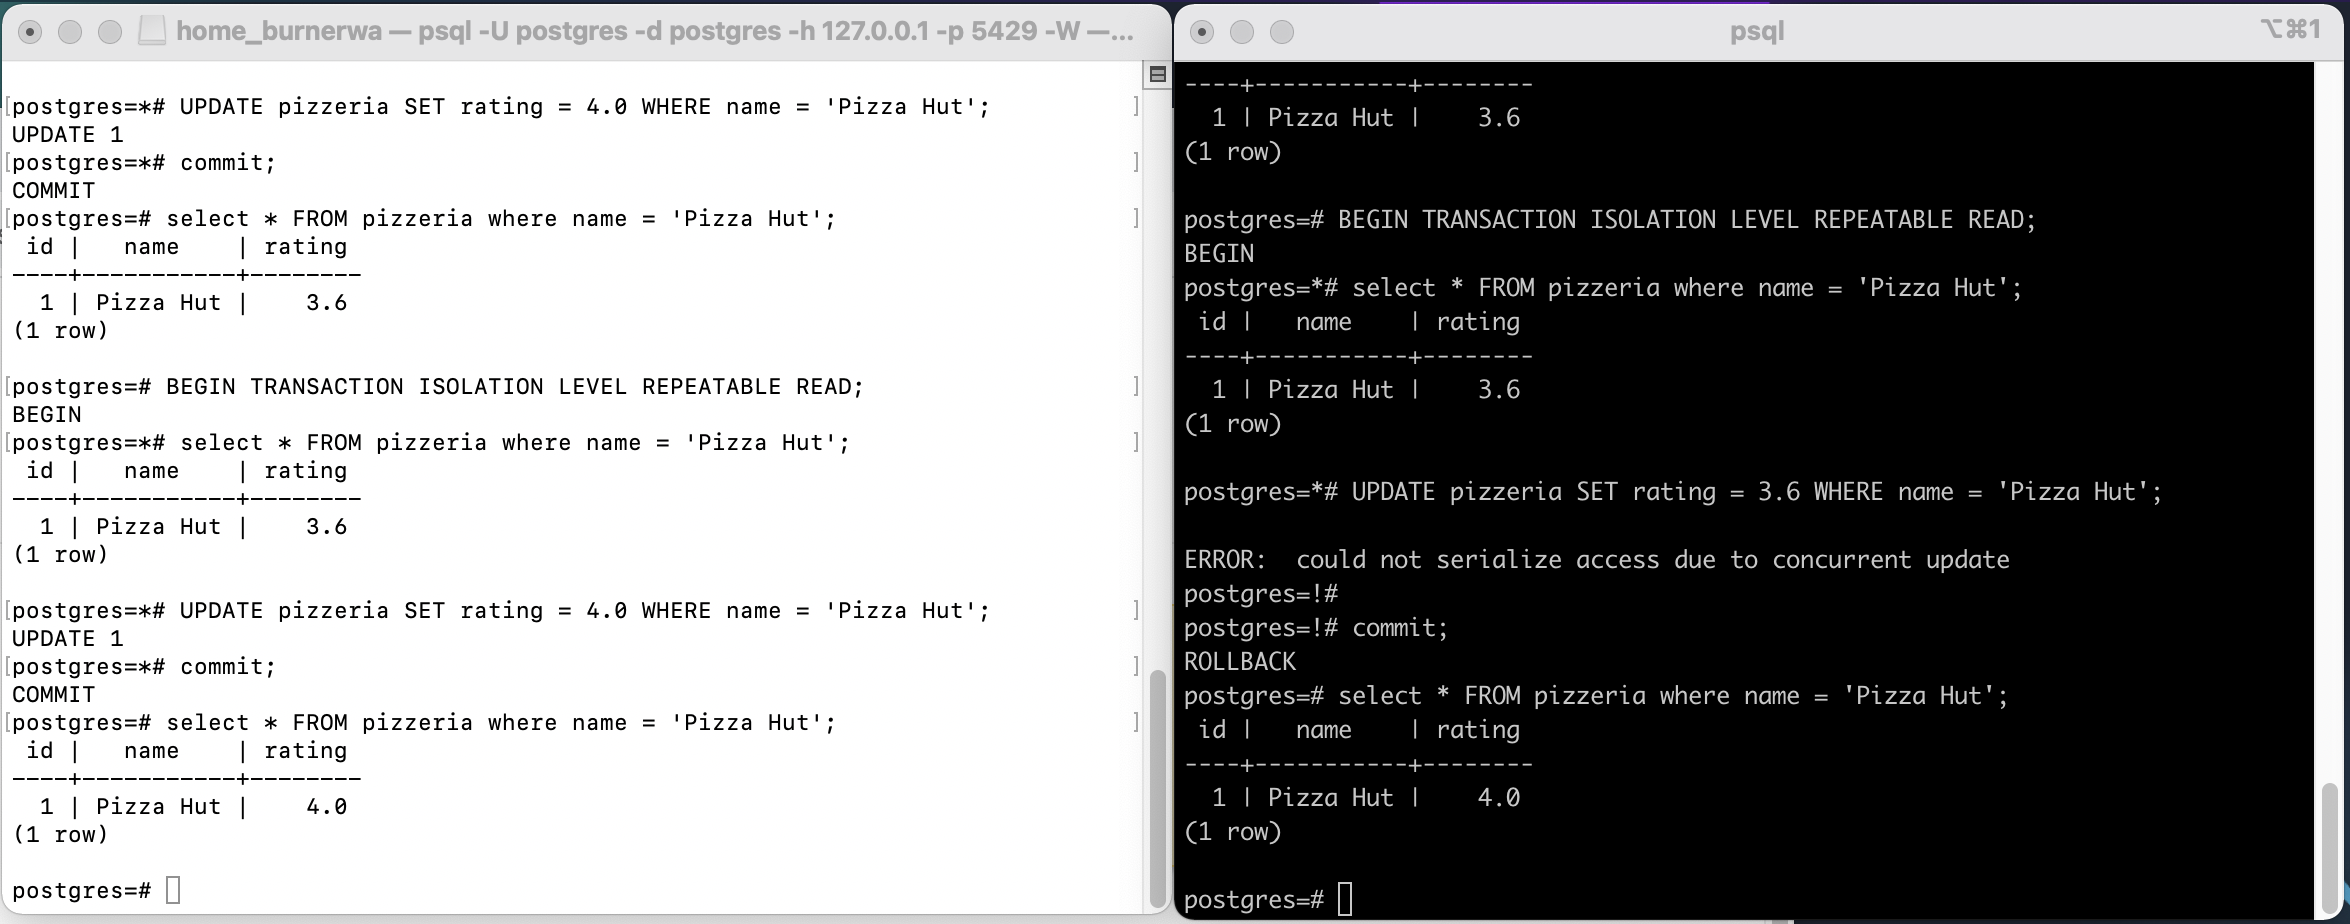 home_burnerwa — psql -U postgres -d postgres -h 127.0.0.1 -p 5429 -W —...
[postgres=*# UPDATE pizzeria SET rating = 4.0 WHERE name = 'Pizza Hut'; ]
UPDATE 1
[postgres=*# commit; ]
COMMIT
[postgres=# select * FROM pizzeria where name = 'Pizza Hut'; ]
 id |   name    | rating
----+-----------+--------
  1 | Pizza Hut |    3.6
(1 row)
[postgres=# BEGIN TRANSACTION ISOLATION LEVEL REPEATABLE READ; ]
BEGIN
[postgres=*# select * FROM pizzeria where name = 'Pizza Hut'; ]
 id |   name    | rating
----+-----------+--------
  1 | Pizza Hut |    3.6
(1 row)
[postgres=*# UPDATE pizzeria SET rating = 4.0 WHERE name = 'Pizza Hut'; ]
UPDATE 1
[postgres=*# commit; ]
COMMIT
[postgres=# select * FROM pizzeria where name = 'Pizza Hut'; ]
 id |   name    | rating
----+-----------+--------
  1 | Pizza Hut |    4.0
(1 row)
postgres=#
psql
⌥⌘1
----+-----------+--------
  1 | Pizza Hut |    3.6
(1 row)
postgres=# BEGIN TRANSACTION ISOLATION LEVEL REPEATABLE READ;
BEGIN
postgres=*# select * FROM pizzeria where name = 'Pizza Hut';
 id |   name    | rating
----+-----------+--------
  1 | Pizza Hut |    3.6
(1 row)
postgres=*# UPDATE pizzeria SET rating = 3.6 WHERE name = 'Pizza Hut';
ERROR:  could not serialize access due to concurrent update
postgres=!#
postgres=!# commit;
ROLLBACK
postgres=# select * FROM pizzeria where name = 'Pizza Hut';
 id |   name    | rating
----+-----------+--------
  1 | Pizza Hut |    4.0
(1 row)
postgres=#